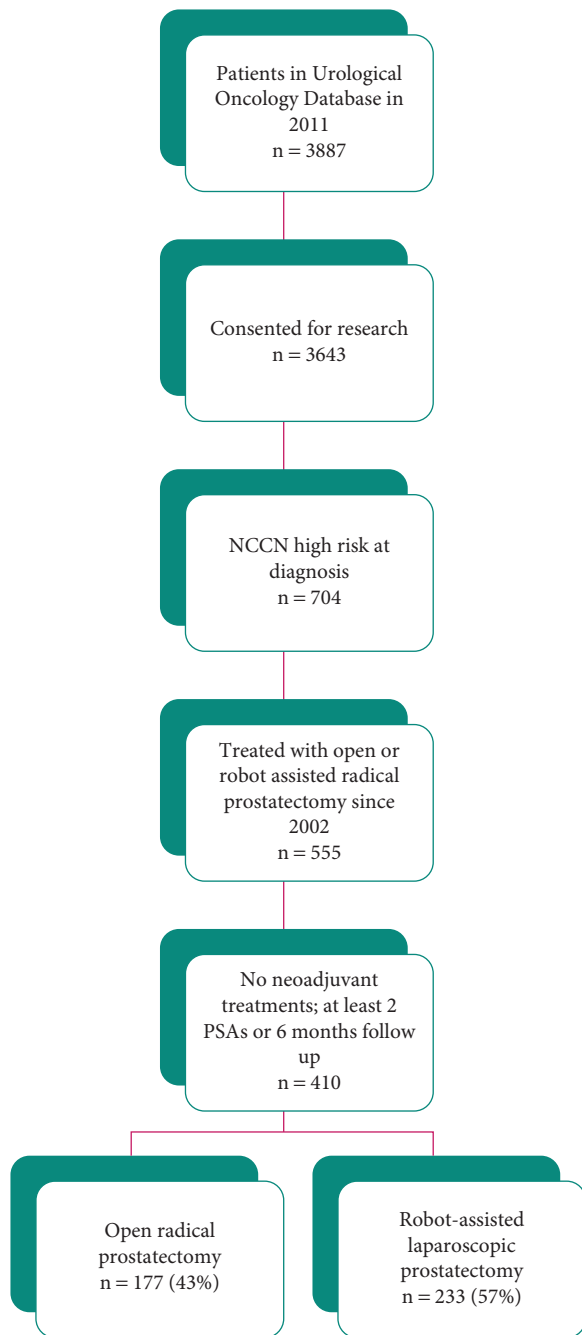 Patients in Urological
Oncology Database in
2011
n = 3887
Consented for research
n = 3643
NCCN high risk at
diagnosis
n = 704
Treated with open or
robot assisted radical
prostatectomy since
2002
n = 555
No neoadjuvant
treatments; at least 2
PSAs or 6 months follow
up
n = 410
Open radical
prostatectomy
n = 177 (43%)
Robot-assisted
laparoscopic
prostatectomy
n = 233 (57%)